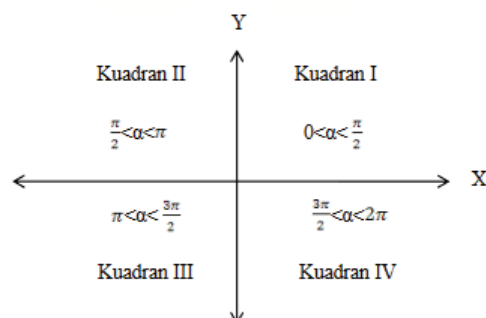 Y
Kuadran II Kuadran I
π/2<α<π 0<α<π/2
X
π<α<3π/2 3π/2<α<2π
Kuadran III Kuadran IV